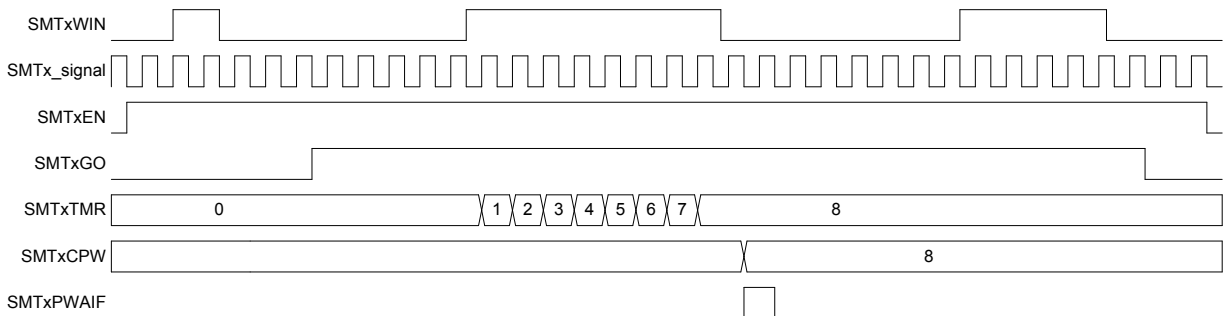 SMTxWIN
SMTx_signal
SMTxEN
SMTxGO
SMTxTMR 0 1 2 3 4 5 6 7 8
SMTxCPW 8
SMTxPWAIF